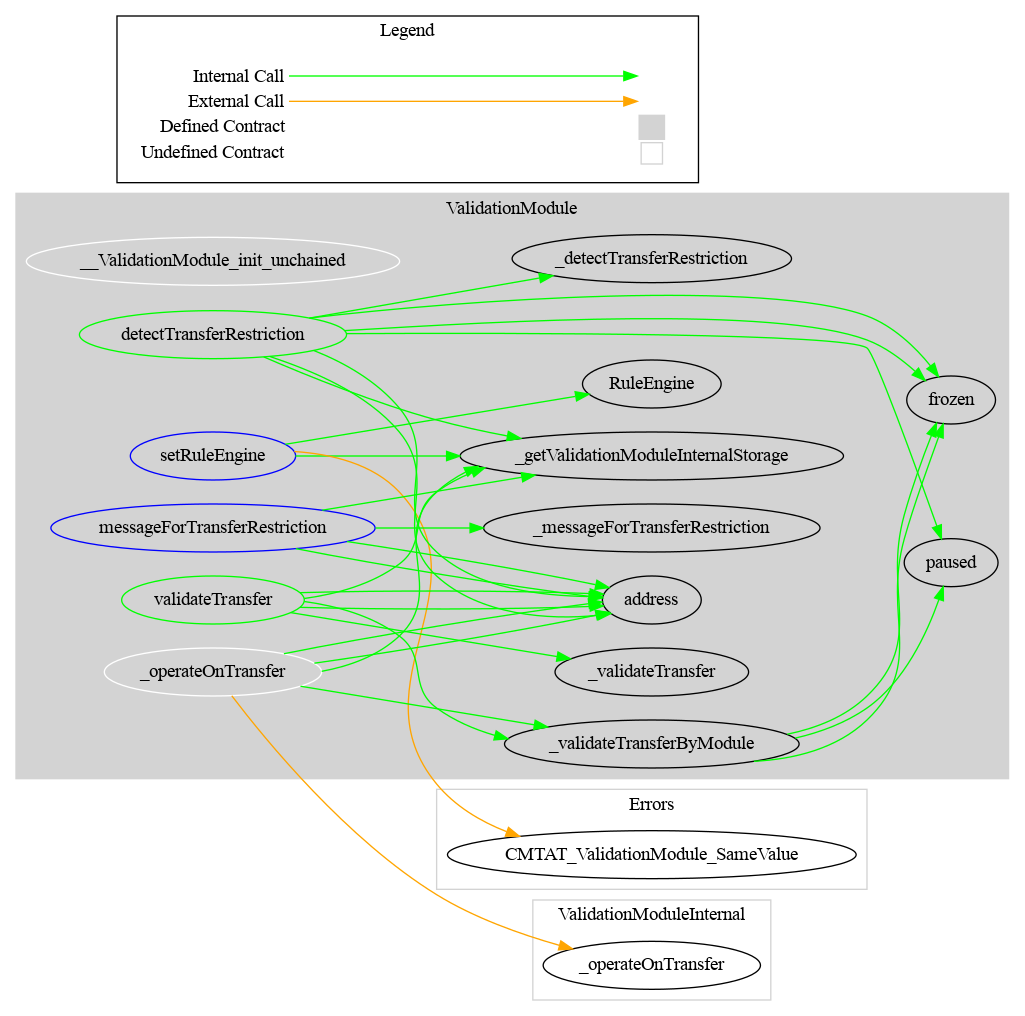 Legend
Internal Call
External Call
Defined Contract
Undefined Contract
ValidationModule
__ValidationModule_init_unchained
_detectTransferRestriction
detectTransferRestriction
RuleEngine
frozen
setRuleEngine
_getValidationModuleInternalStorage
messageForTransferRestriction
_messageForTransferRestriction
paused
validateTransfer
address
_operateOnTransfer
_validateTransfer
_validateTransferByModule
Errors
CMTAT_ValidationModule_SameValue
ValidationModuleInternal
_operateOnTransfer